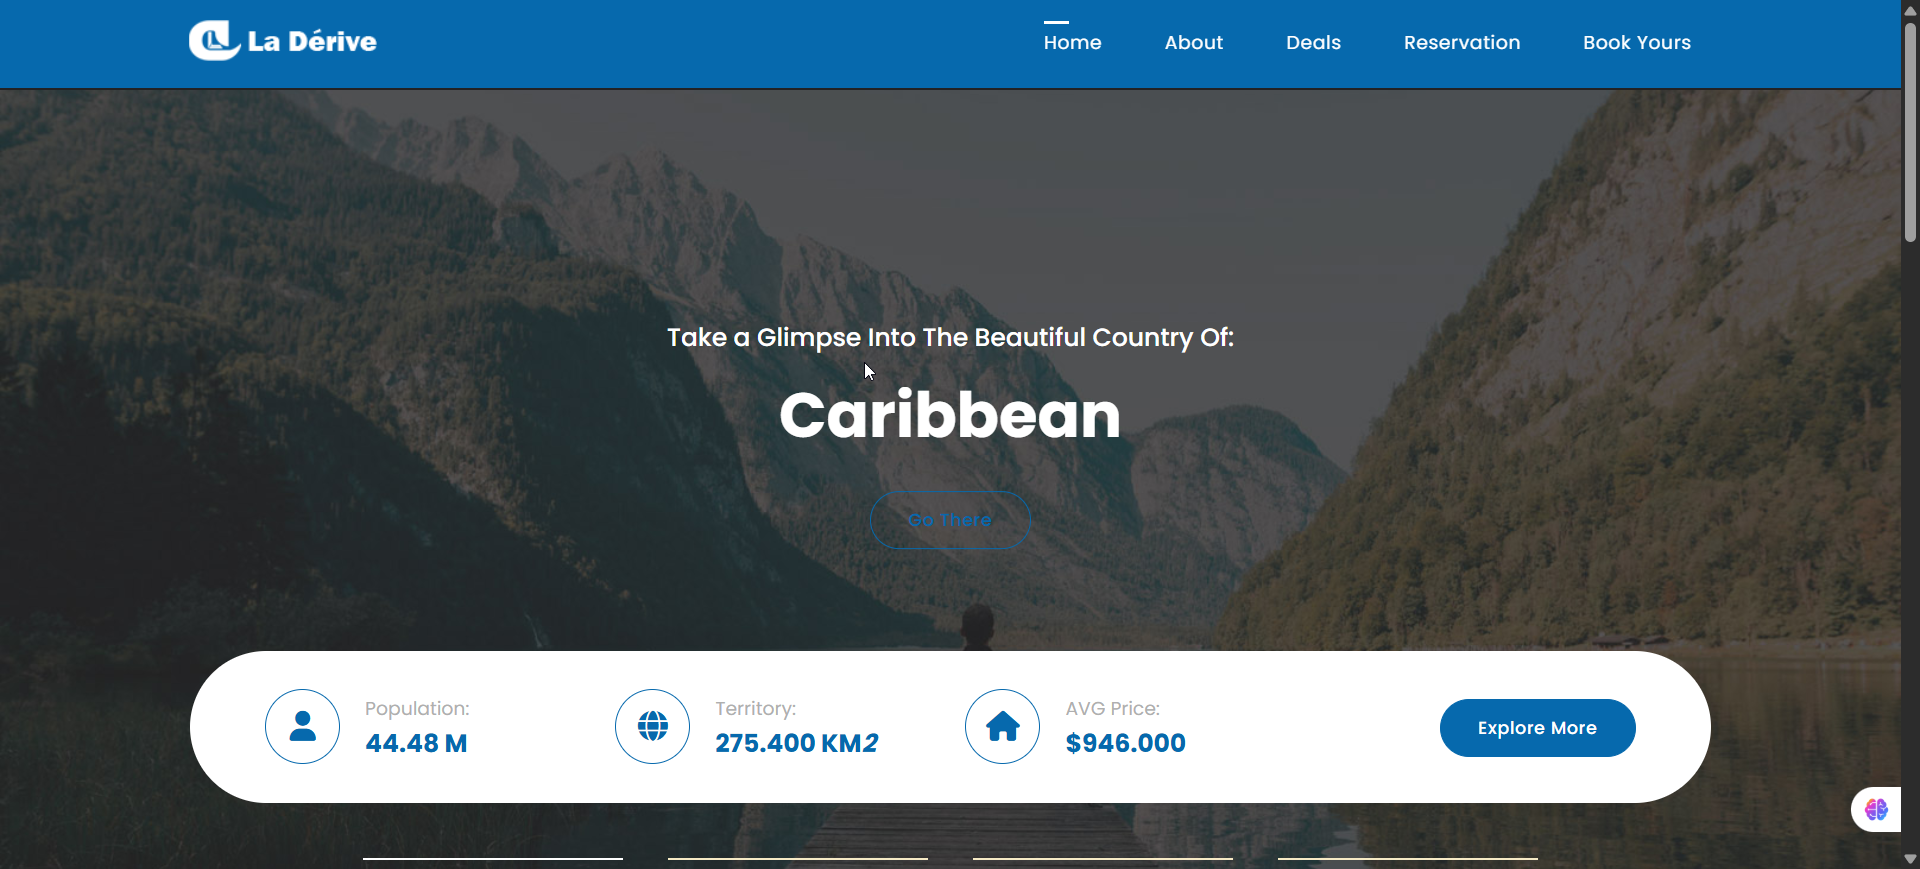 La Dérive
Home About Deals Reservation Book Yours
Take a Glimpse Into The Beautiful Country Of:
Caribbean
Go There
Population:
44.48 M
Territory:
275.400 KM2
AVG Price:
$946.000
Explore More